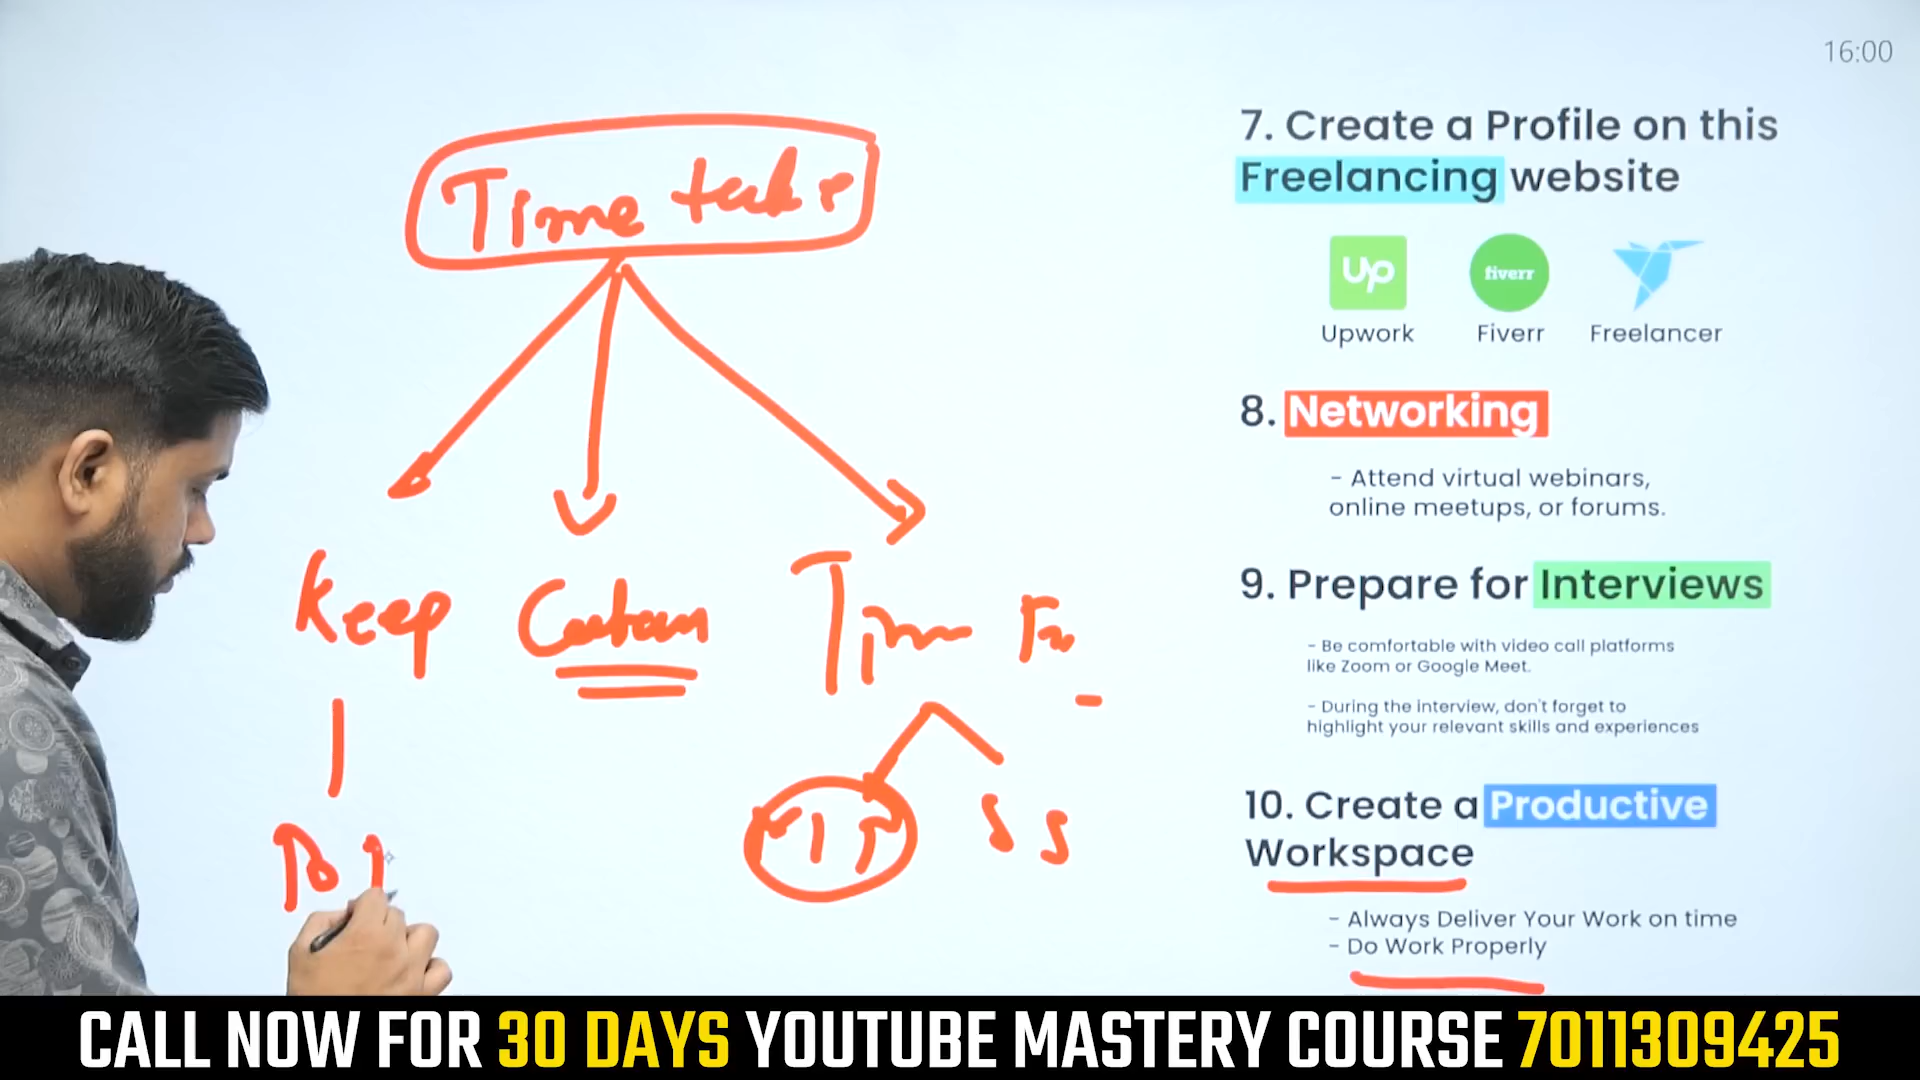 16:00
Time take
Keep
Time
S S
7. Create a Profile on this
Freelancing website
Up
fiverr
Upwork Fiverr Freelancer
8. Networking
- Attend virtual webinars,
online meetups, or forums.
9. Prepare for Interviews
- Be comfortable with video call platforms
like Zoom or Google Meet.
- During the interview, don't forget to
highlight your relevant skills and experiences
10. Create a Productive
Workspace
- Always Deliver Your Work on time
- Do Work Properly
CALL NOW FOR 30 DAYS YOUTUBE MASTERY COURSE 7011309425